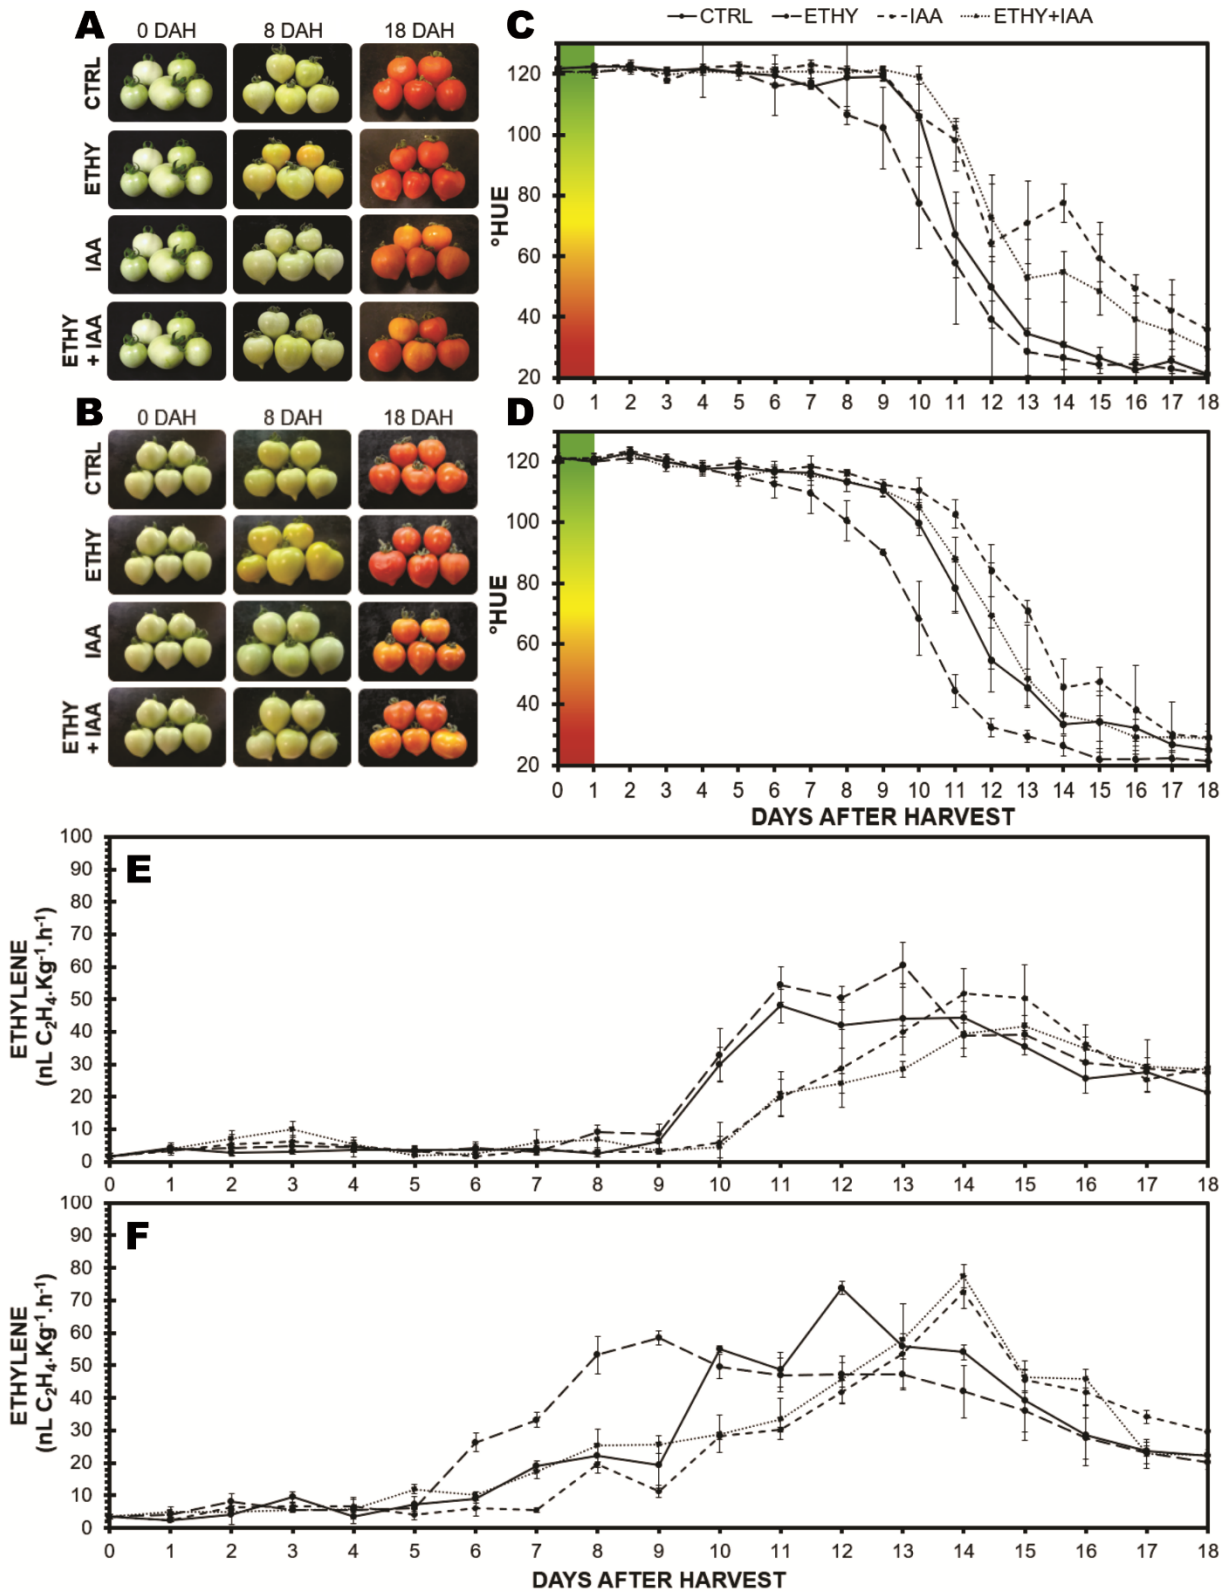 CTRL ETHY IAA ETHY+IAA
A
0 DAH 8 DAH 18 DAH
CTRL
ETHY
IAA
ETHY
+ IAA
B
0 DAH 8 DAH 18 DAH
CTRL
ETHY
IAA
ETHY
+ IAA
C
°HUE
120
100
80
60
40
20
0 1 2 3 4 5 6 7 8 9 10 11 12 13 14 15 16 17 18
D
°HUE
120
100
80
60
40
20
0 1 2 3 4 5 6 7 8 9 10 11 12 13 14 15 16 17 18
DAYS AFTER HARVEST
E
ETHYLENE
(nL C₂H₄.Kg⁻¹.h⁻¹)
100
90
80
70
60
50
40
30
20
10
0
0 1 2 3 4 5 6 7 8 9 10 11 12 13 14 15 16 17 18
F
ETHYLENE
(nL C₂H₄.Kg⁻¹.h⁻¹)
100
90
80
70
60
50
40
30
20
10
0
0 1 2 3 4 5 6 7 8 9 10 11 12 13 14 15 16 17 18
DAYS AFTER HARVEST